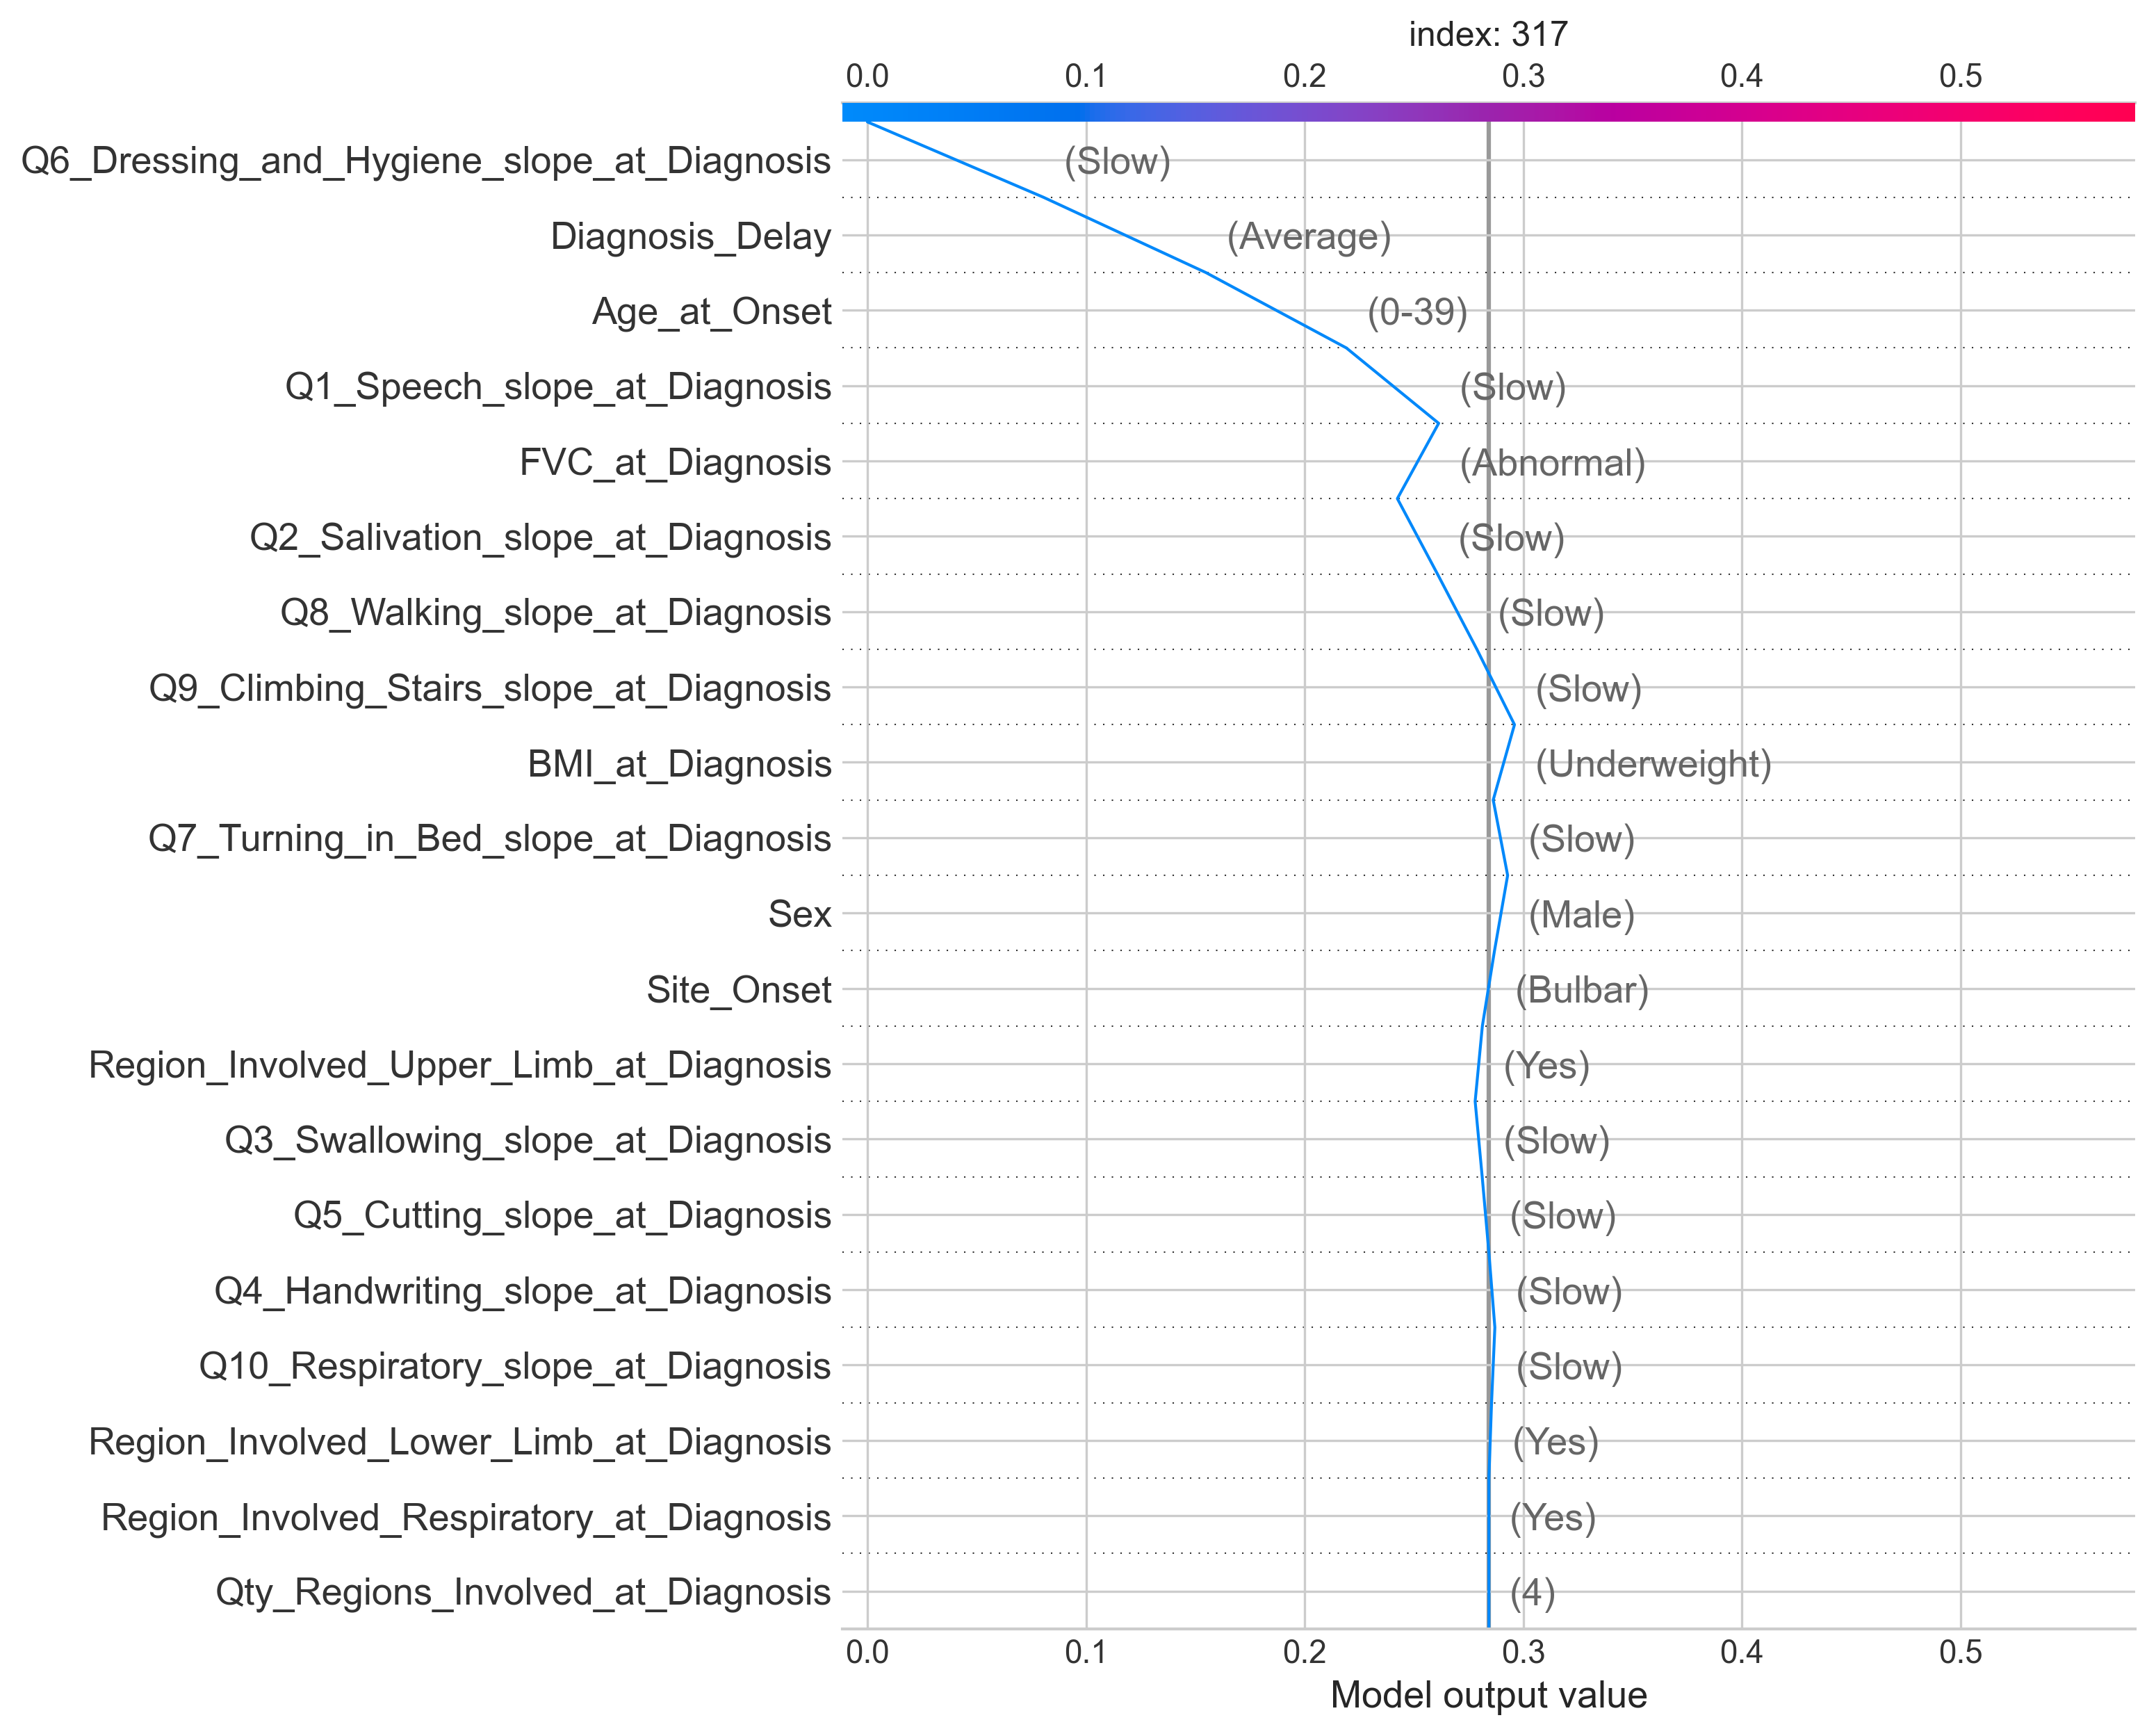 index: 317
0.0 0.1 0.2 0.3 0.4 0.5
Q6_Dressing_and_Hygiene_slope_at_Diagnosis (Slow)
Diagnosis_Delay (Average)
Age_at_Onset (0-39)
Q1_Speech_slope_at_Diagnosis (Slow)
FVC_at_Diagnosis (Abnormal)
Q2_Salivation_slope_at_Diagnosis (Slow)
Q8_Walking_slope_at_Diagnosis (Slow)
Q9_Climbing_Stairs_slope_at_Diagnosis (Slow)
BMI_at_Diagnosis (Underweight)
Q7_Turning_in_Bed_slope_at_Diagnosis (Slow)
Sex (Male)
Site_Onset (Bulbar)
Region_Involved_Upper_Limb_at_Diagnosis (Yes)
Q3_Swallowing_slope_at_Diagnosis (Slow)
Q5_Cutting_slope_at_Diagnosis (Slow)
Q4_Handwriting_slope_at_Diagnosis (Slow)
Q10_Respiratory_slope_at_Diagnosis (Slow)
Region_Involved_Lower_Limb_at_Diagnosis (Yes)
Region_Involved_Respiratory_at_Diagnosis (Yes)
Qty_Regions_Involved_at_Diagnosis (4)
0.0 0.1 0.2 0.3 0.4 0.5
Model output value